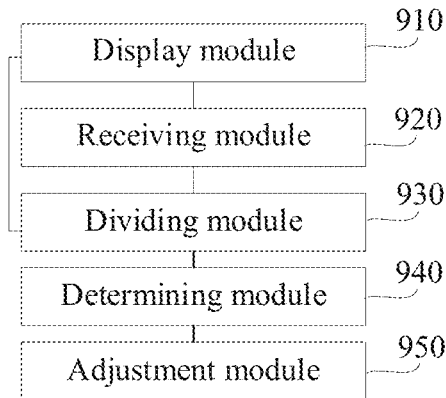 910
Display module
920
Receiving module
930
Dividing module
940
Determining module
950
Adjustment module